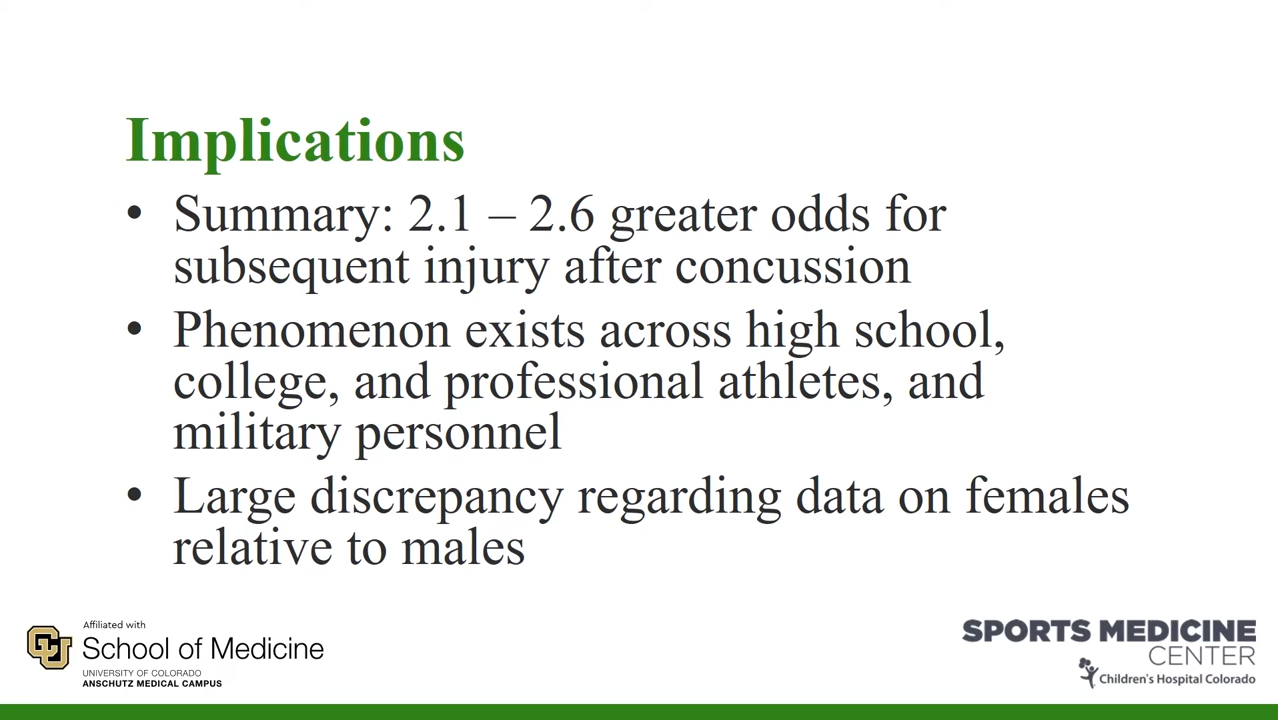 Implications
• Summary: 2.1 – 2.6 greater odds for
subsequent injury after concussion
• Phenomenon exists across high school,
college, and professional athletes, and
military personnel
• Large discrepancy regarding data on females
relative to males
Affiliated with
CU
School of Medicine
UNIVERSITY OF COLORADO
ANSCHUTZ MEDICAL CAMPUS
SPORTS MEDICINE
CENTER
Children's Hospital Colorado